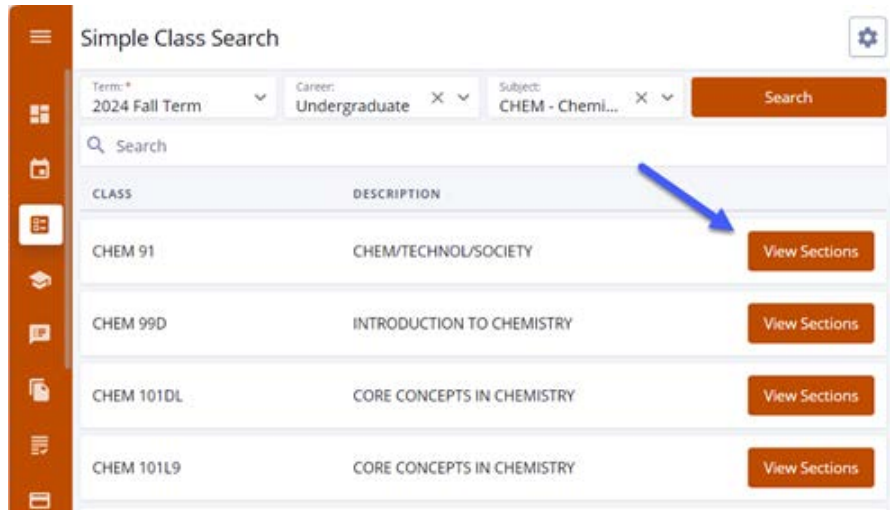 Simple Class Search
Term: * Career: Subject:
2024 Fall Term Undergraduate CHEM - Chemi... Search
Search
CLASS DESCRIPTION
CHEM 91 CHEM/TECHNOL/SOCIETY View Sections
CHEM 99D INTRODUCTION TO CHEMISTRY View Sections
CHEM 101DL CORE CONCEPTS IN CHEMISTRY View Sections
CHEM 101L9 CORE CONCEPTS IN CHEMISTRY View Sections